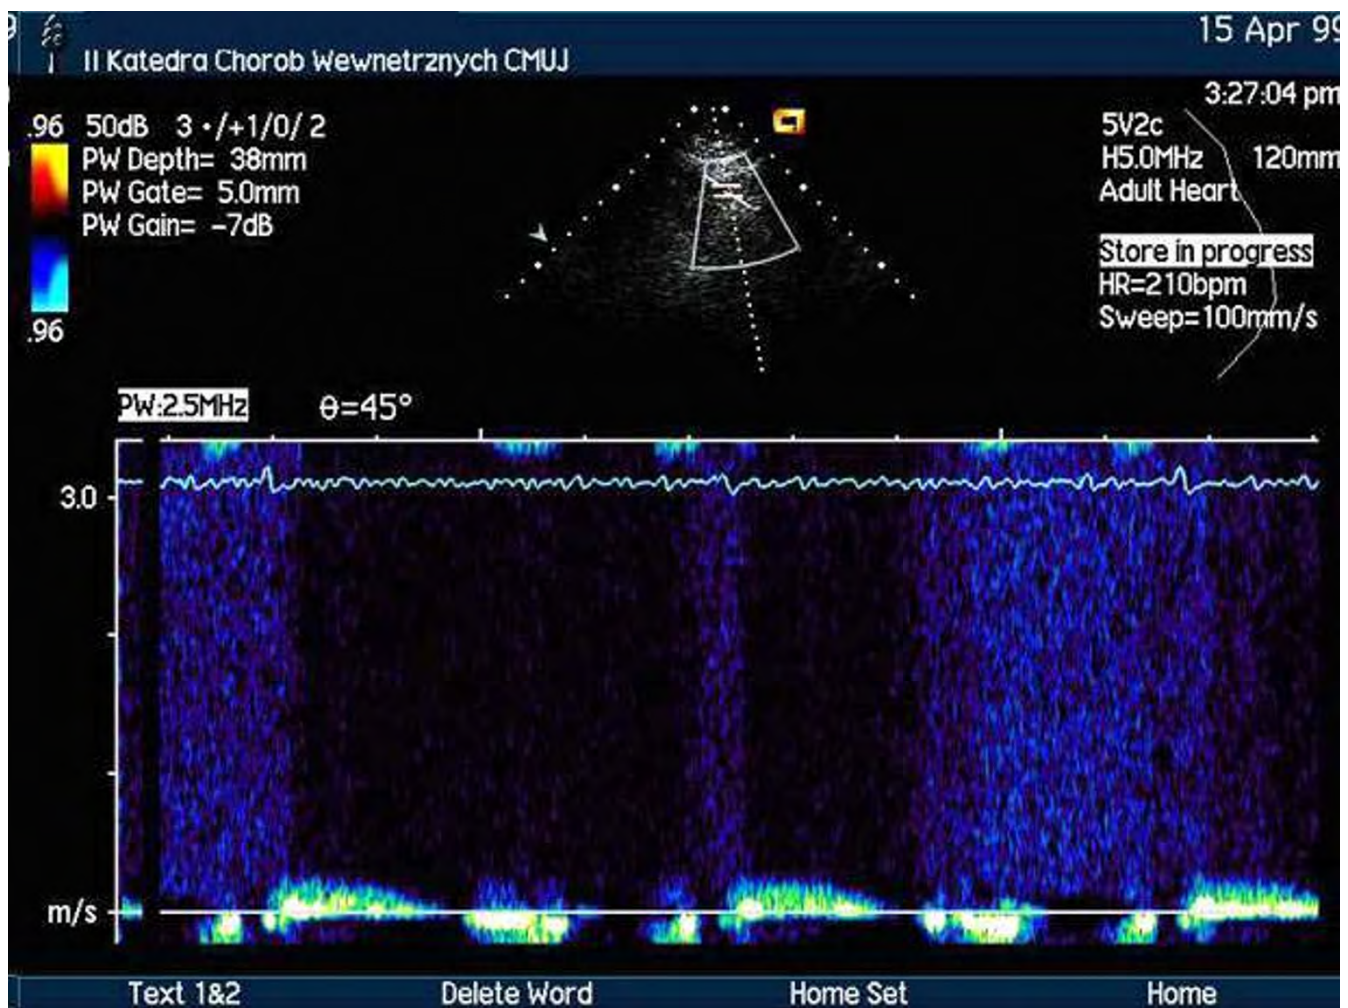 15 Apr 99
II Katedra Chorob Wewnetrznych CMUJ
3:27:04 pm
.96 50dB 3 •/+1/0/ 2
PW Depth= 38mm
PW Gate= 5.0mm
PW Gain= -7dB
.96
5V2c
H5.0MHz 120mm
Adult Heart
Store in progress
HR=210bpm
Sweep=100mm/s
PW:2.5MHz θ=45°
3.0
m/s
Text 1&2 Delete Word Home Set Home